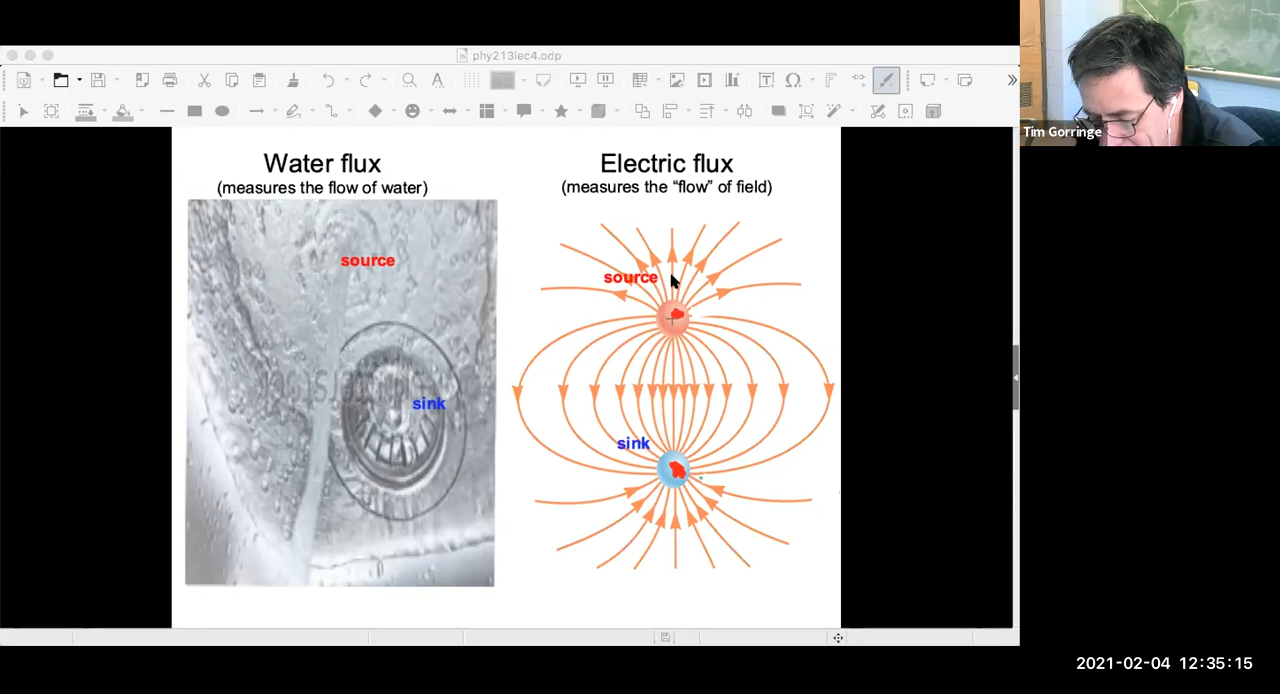 phy213lec4.odp
Tim Gorringe
Water flux
(measures the flow of water)
source
sink
Electric flux
(measures the “flow” of field)
source
sink
2021-02-04 12:35:15